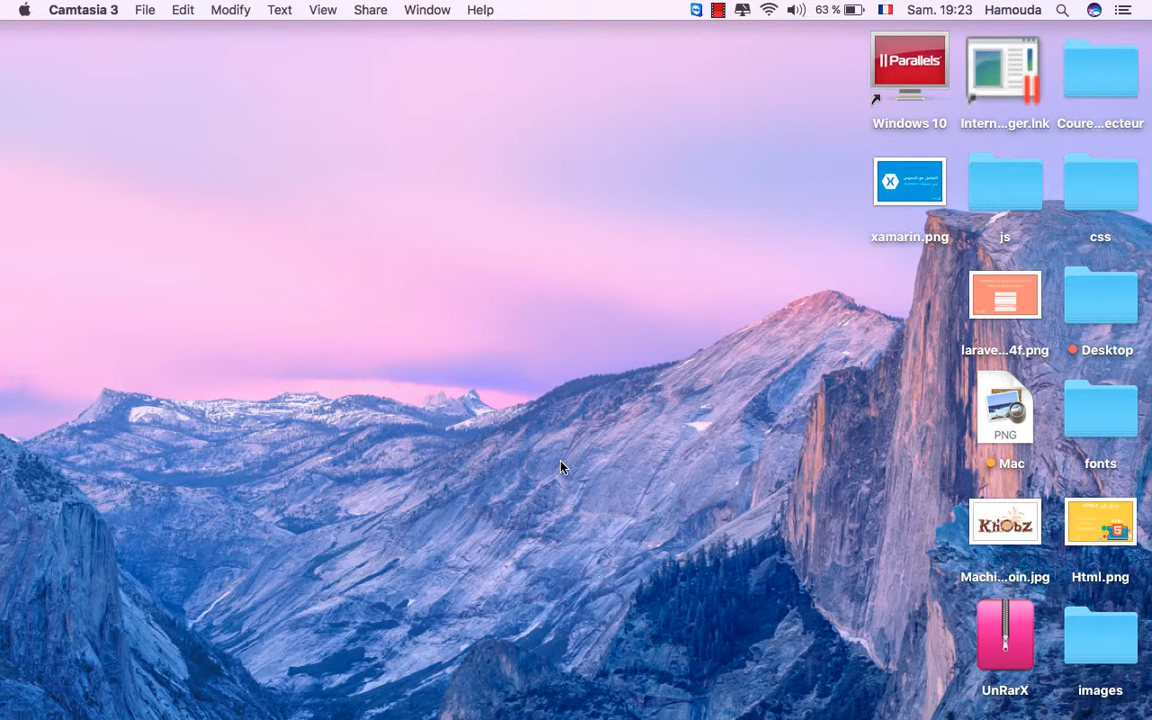 Camtasia 3 File Edit Modify Text View Share Window Help 63 % Sam. 19:23 Hamouda
Parallels
Windows 10 Intern...ger.lnk Coure...ecteur
X
xamarin.png js css
larave...4f.png Desktop
PNG
Mac fonts
Khobz
5
Machi...oin.jpg Html.png
UnRarX images